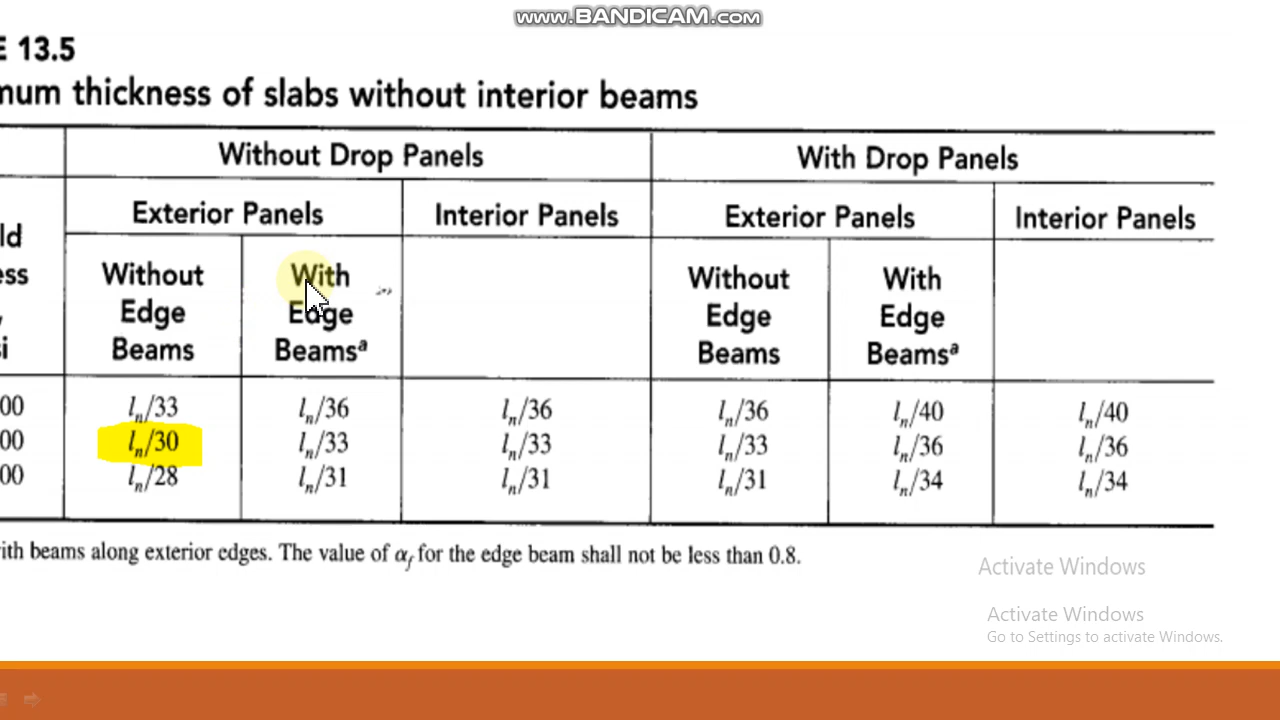 www.BANDICAM.com
E 13.5
mum thickness of slabs without interior beams
Without Drop Panels With Drop Panels
Exterior Panels Interior Panels Exterior Panels Interior Panels
ld
ess
,
i
Without Edge Beams With Edge Beamsᵃ Without Edge Beams With Edge Beamsᵃ
00 lₙ/33 lₙ/36 lₙ/36 lₙ/36 lₙ/40 lₙ/40
00 lₙ/30 lₙ/33 lₙ/33 lₙ/33 lₙ/36 lₙ/36
00 lₙ/28 lₙ/31 lₙ/31 lₙ/31 lₙ/34 lₙ/34
ith beams along exterior edges. The value of α_f for the edge beam shall not be less than 0.8.
Activate Windows
Activate Windows
Go to Settings to activate Windows.